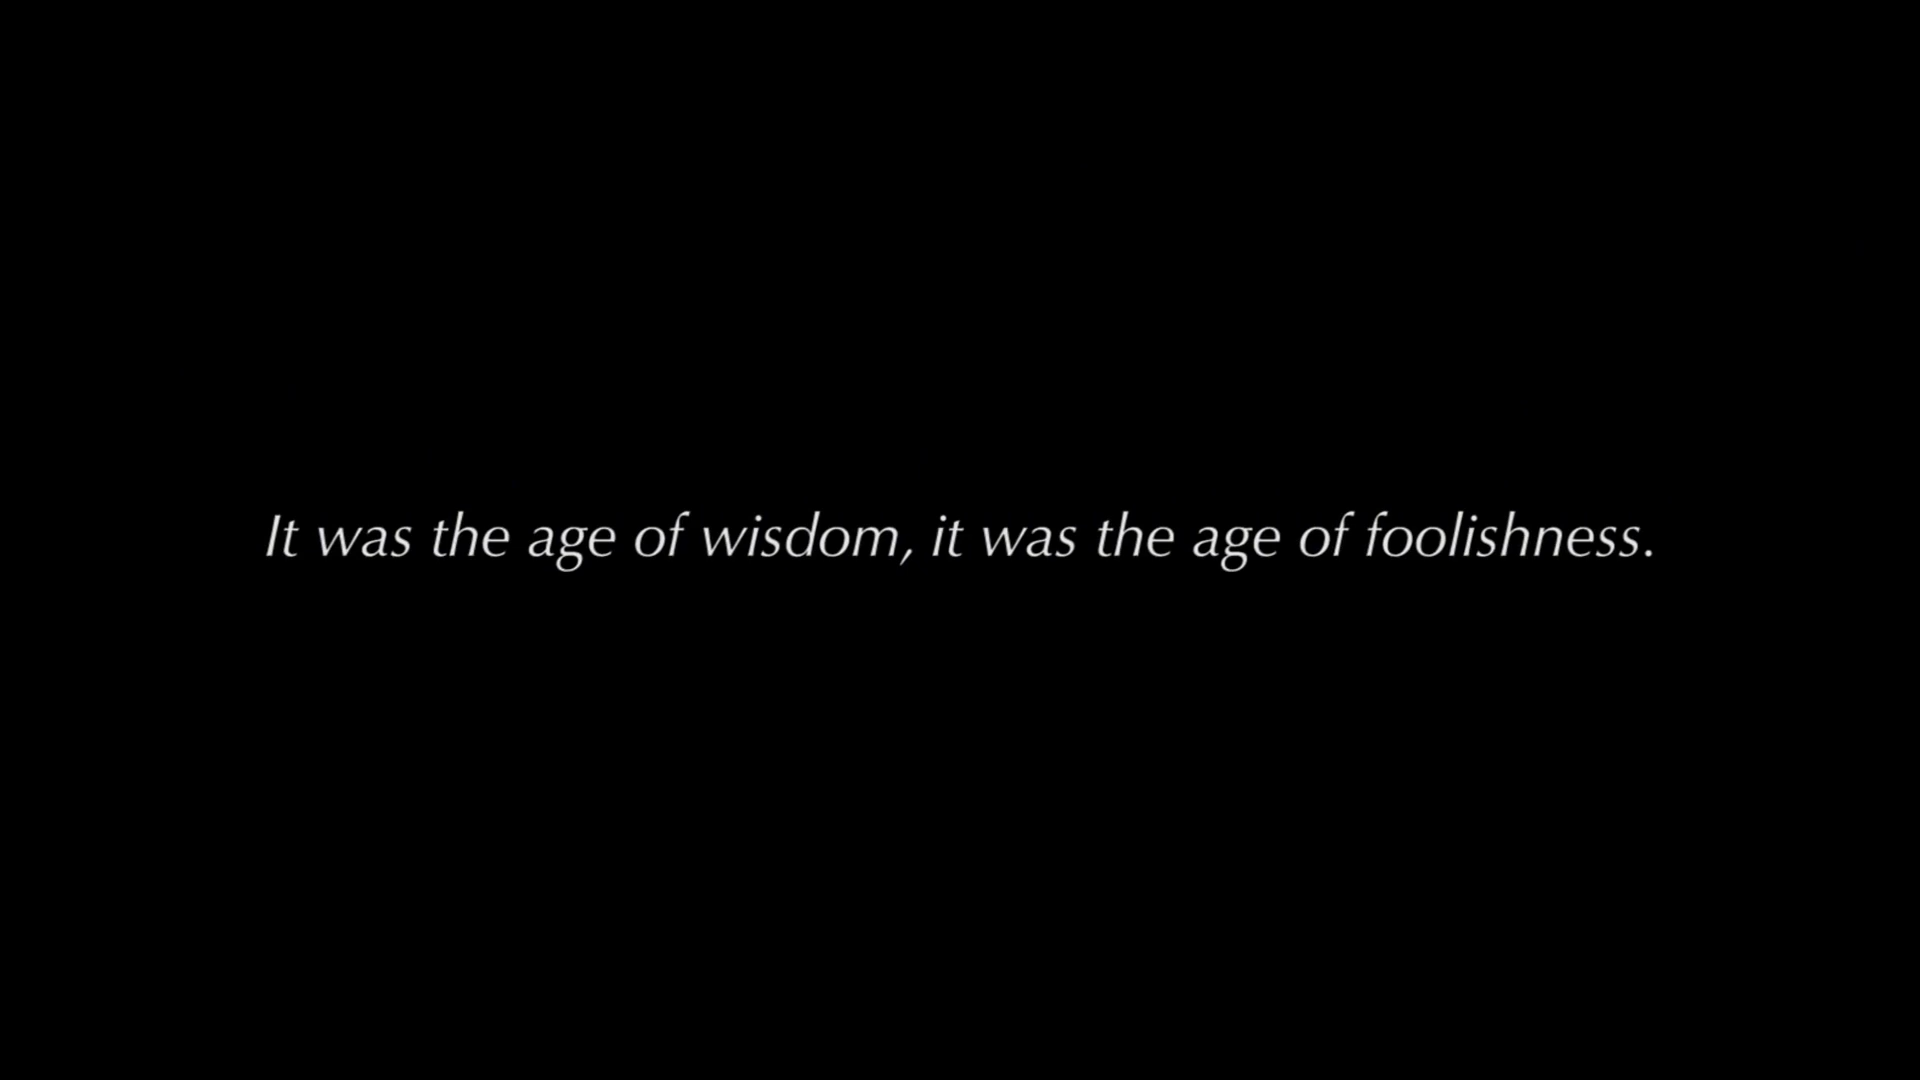 It was the age of wisdom, it was the age of foolishness.